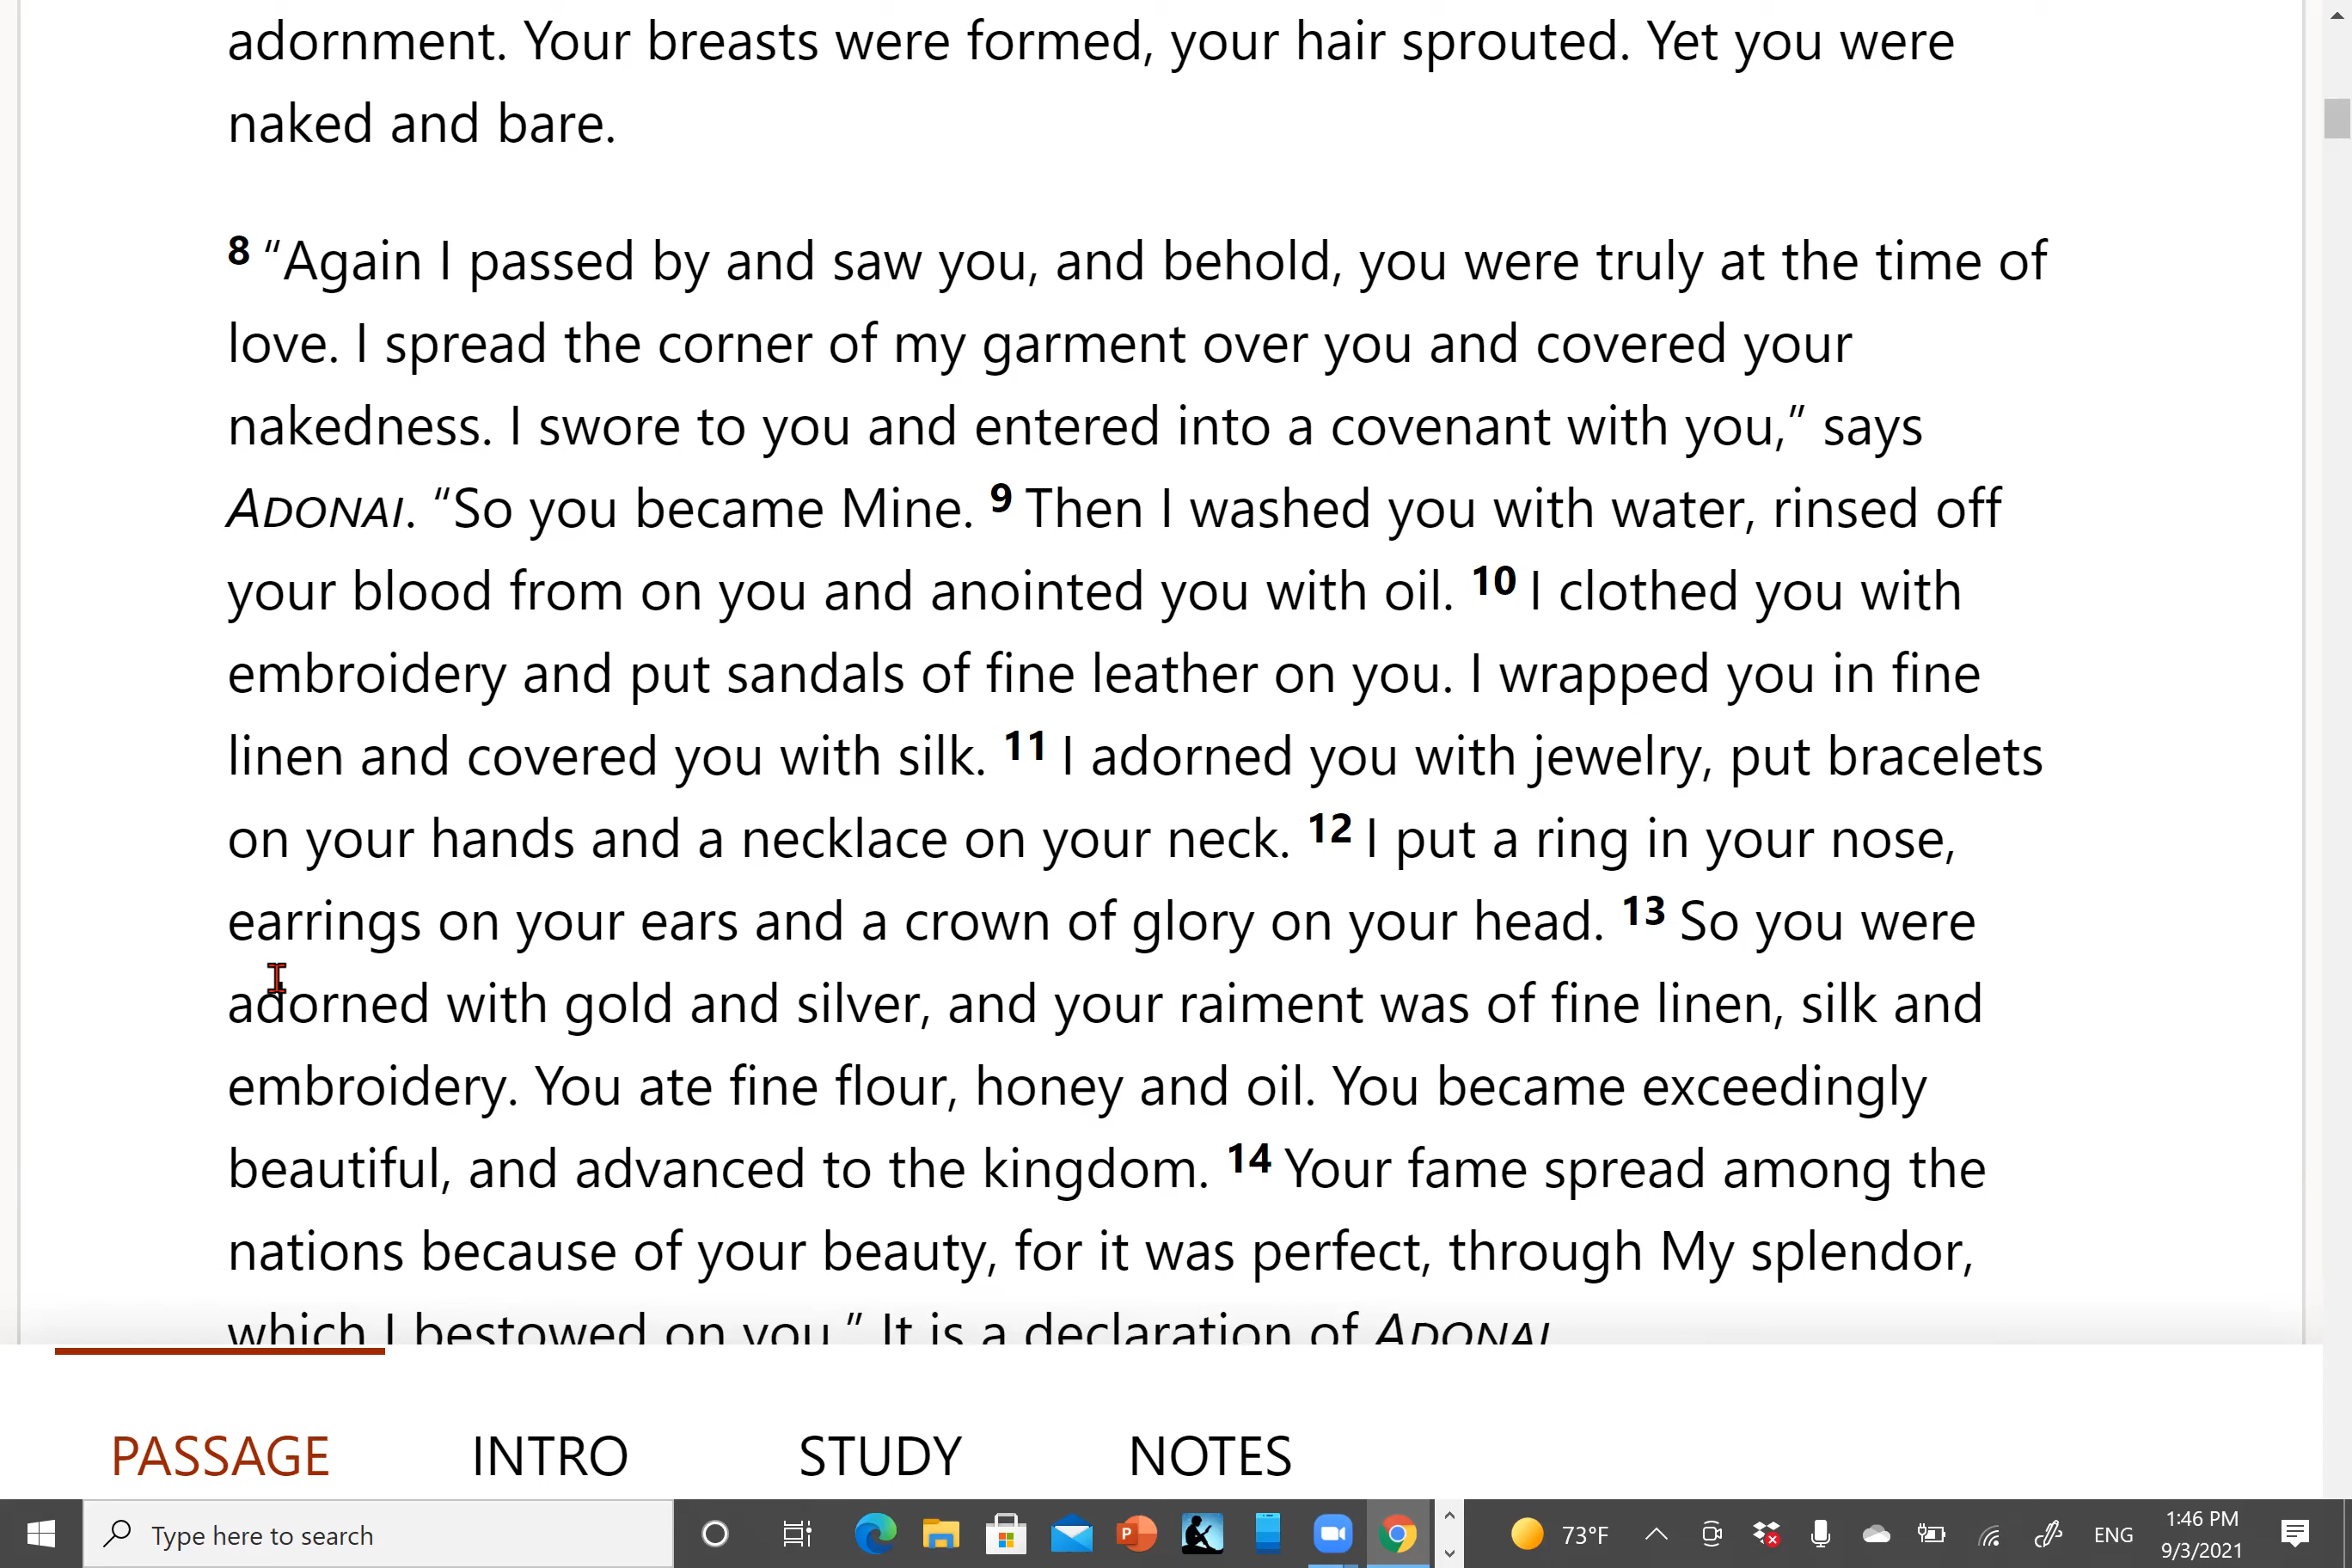 adornment. Your breasts were formed, your hair sprouted. Yet you were
naked and bare.
8 “Again I passed by and saw you, and behold, you were truly at the time of
love. I spread the corner of my garment over you and covered your
nakedness. I swore to you and entered into a covenant with you,” says
ADONAI. “So you became Mine. 9 Then I washed you with water, rinsed off
your blood from on you and anointed you with oil. 10 I clothed you with
embroidery and put sandals of fine leather on you. I wrapped you in fine
linen and covered you with silk. 11 I adorned you with jewelry, put bracelets
on your hands and a necklace on your neck. 12 I put a ring in your nose,
earrings on your ears and a crown of glory on your head. 13 So you were
adorned with gold and silver, and your raiment was of fine linen, silk and
embroidery. You ate fine flour, honey and oil. You became exceedingly
beautiful, and advanced to the kingdom. 14 Your fame spread among the
nations because of your beauty, for it was perfect, through My splendor,
which I bestowed on you.” It is a declaration of ADONAI
PASSAGE INTRO STUDY NOTES
Type here to search
P
73°F
ENG
1:46 PM
9/3/2021